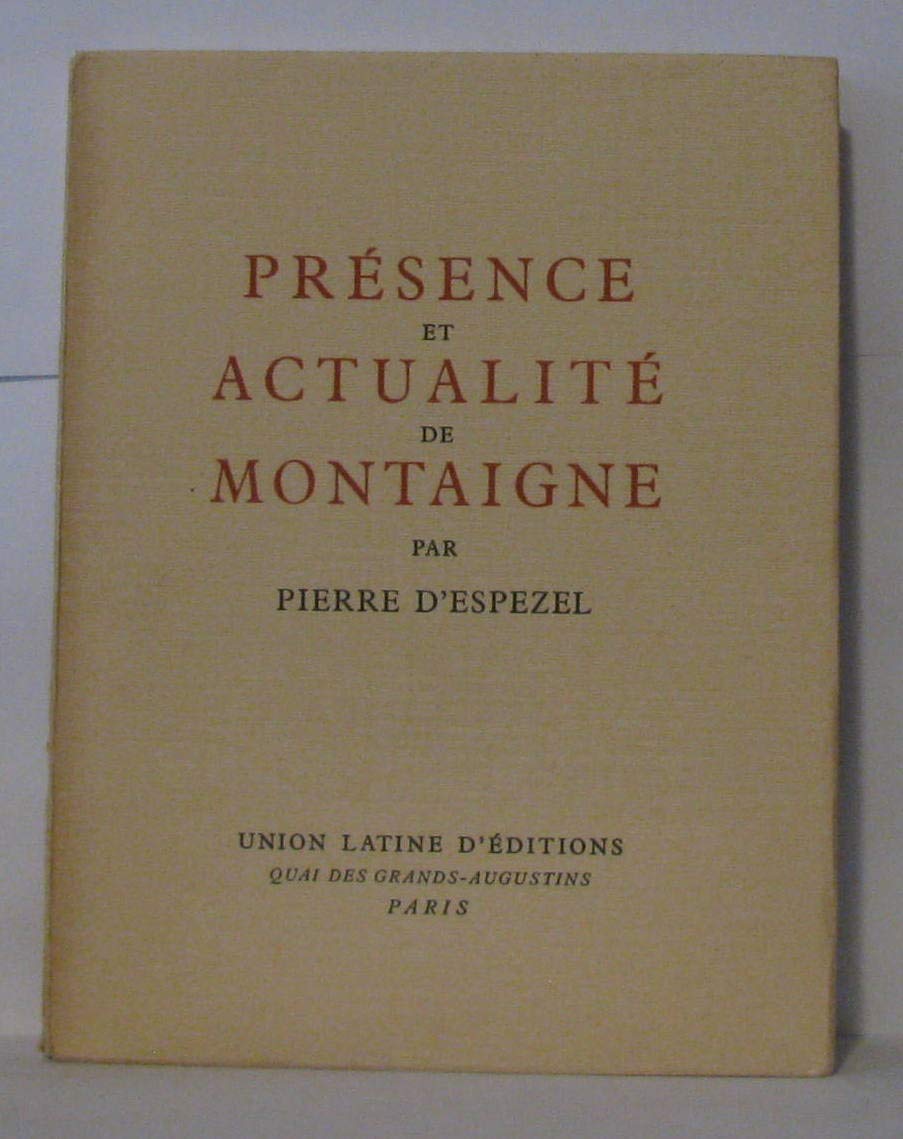 PRÉSENCE
ET
ACTUALITÉ
DE
MONTAIGNE
PAR
PIERRE D'ESPEZEL
UNION LATINE D'ÉDITIONS
QUAI DES GRANDS-AUGUSTINS
PARIS